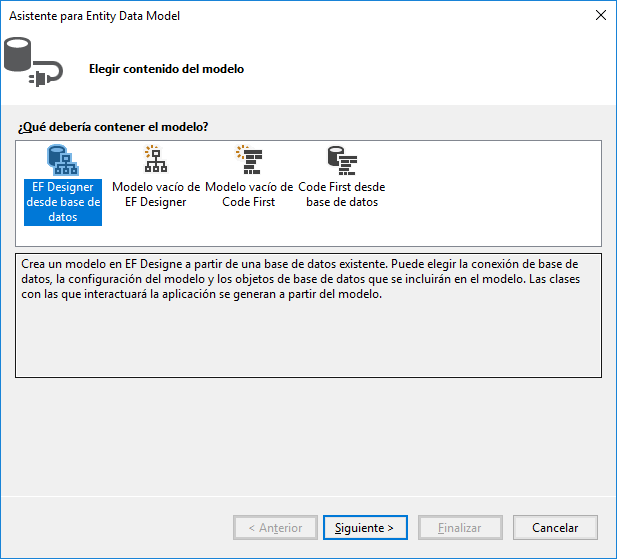 Asistente para Entity Data Model
Elegir contenido del modelo
¿Qué debería contener el modelo?
EF Designer
desde base de
datos
Modelo vacío de
EF Designer
Modelo vacío de
Code First
Code First desde
base de datos
Crea un modelo en EF Designe a partir de una base de datos existente. Puede elegir la conexión de base de
datos, la configuración del modelo y los objetos de base de datos que se incluirán en el modelo. Las clases
con las que interactuará la aplicación se generan a partir del modelo.
< Anterior
Siguiente >
Finalizar
Cancelar